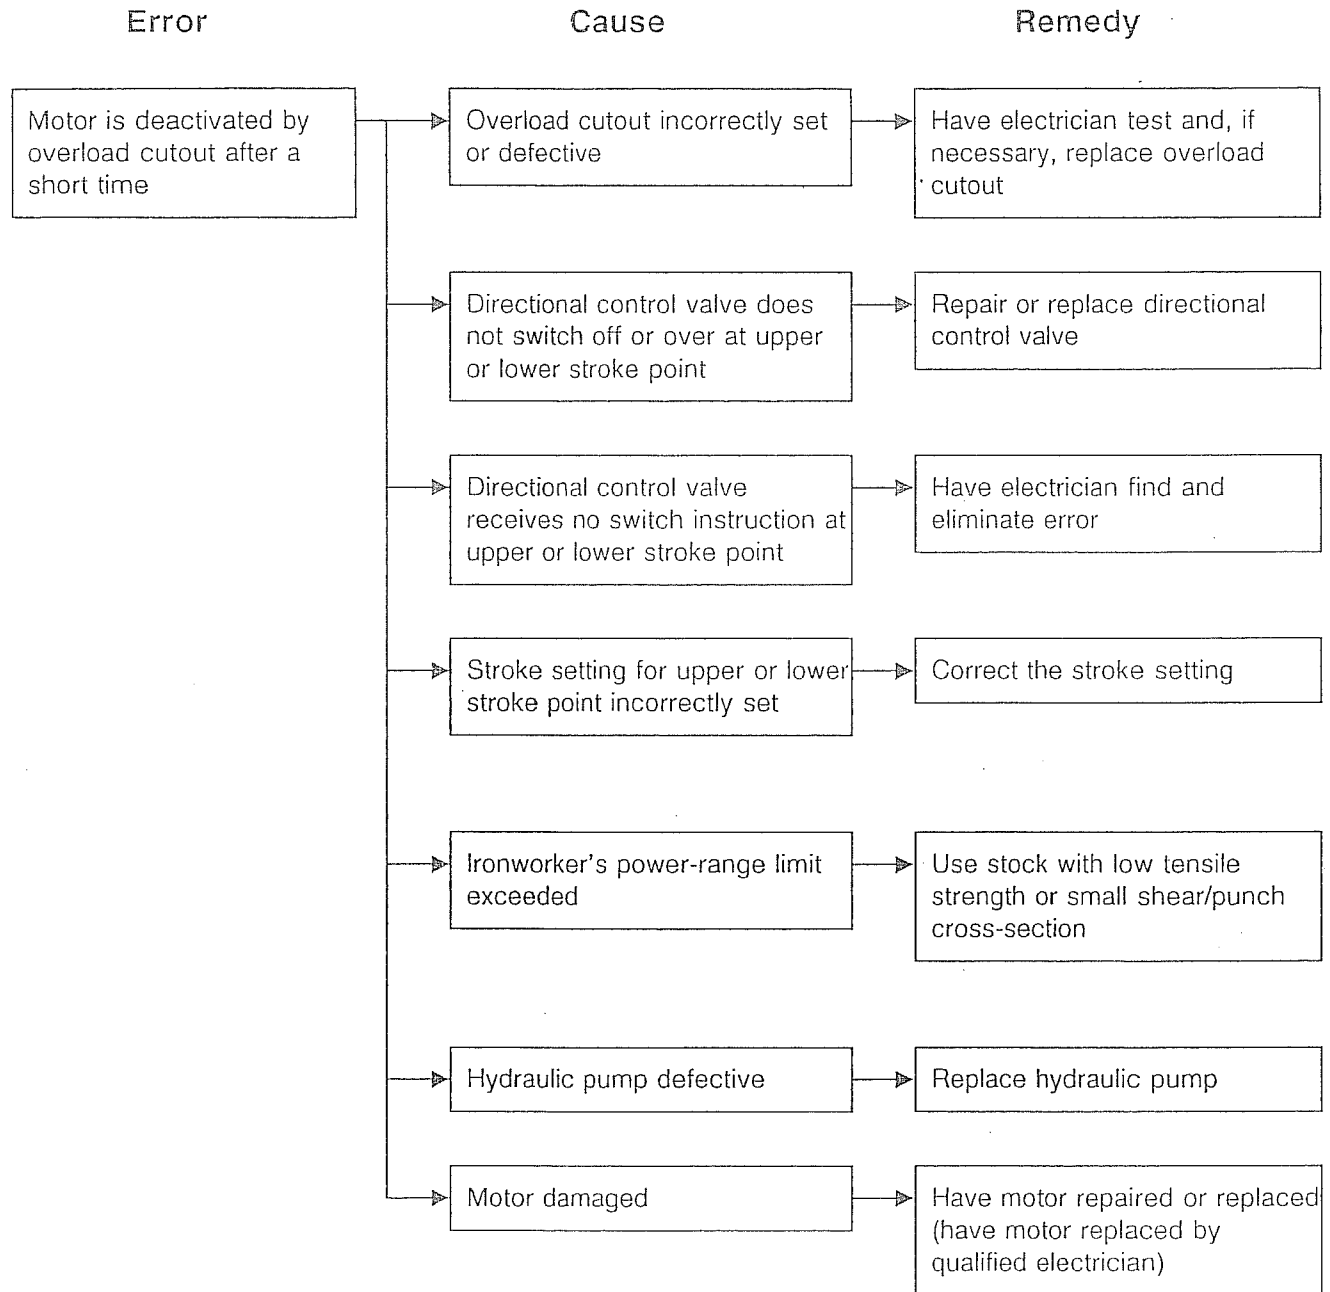 Error
Cause
Remedy
Motor is deactivated by
overload cutout after a
short time
Overload cutout incorrectly set
or defective
Have electrician test and, if
necessary, replace overload
cutout
Directional control valve does
not switch off or over at upper
or lower stroke point
Repair or replace directional
control valve
Directional control valve
receives no switch instruction at
upper or lower stroke point
Have electrician find and
eliminate error
Stroke setting for upper or lower
stroke point incorrectly set
Correct the stroke setting
Ironworker's power-range limit
exceeded
Use stock with low tensile
strength or small shear/punch
cross-section
Hydraulic pump defective
Replace hydraulic pump
Motor damaged
Have motor repaired or replaced
(have motor replaced by
qualified electrician)